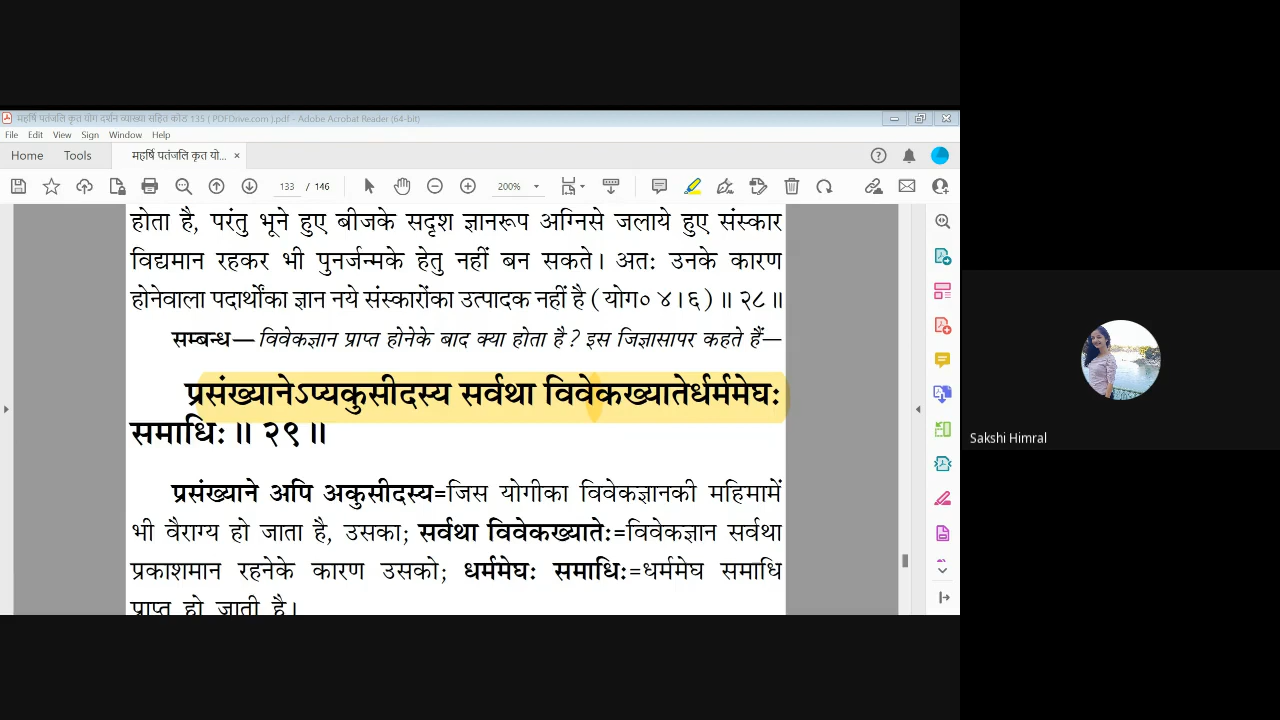 महर्षि पतंजलि कृत योग दर्शन व्याख्या सहित कोड 135 ( PDFDrive.com ).pdf - Adobe Acrobat Reader (64-bit)
File Edit View Sign Window Help
Home Tools महर्षि पतंजलि कृत यो... ×
133 / 146 200%
होता है, परंतु भूने हुए बीजके सदृश ज्ञानरूप अग्निसे जलाये हुए संस्कार
विद्यमान रहकर भी पुनर्जन्मके हेतु नहीं बन सकते। अतः उनके कारण
होनेवाला पदार्थोंका ज्ञान नये संस्कारोंका उत्पादक नहीं है (योग० ४।६)॥ २८॥
सम्बन्ध—विवेकज्ञान प्राप्त होनेके बाद क्या होता है? इस जिज्ञासापर कहते हैं—
प्रसंख्यानेऽप्यकुसीदस्य सर्वथा विवेकख्यातेर्धर्ममेघः
समाधिः॥ २९॥
प्रसंख्याने अपि अकुसीदस्य=जिस योगीका विवेकज्ञानकी महिमामें
भी वैराग्य हो जाता है, उसका; सर्वथा विवेकख्यातेः=विवेकज्ञान सर्वथा
प्रकाशमान रहनेके कारण उसको; धर्ममेघः समाधिः=धर्ममेघ समाधि
प्राप्त हो जाती है।
Sakshi Himral